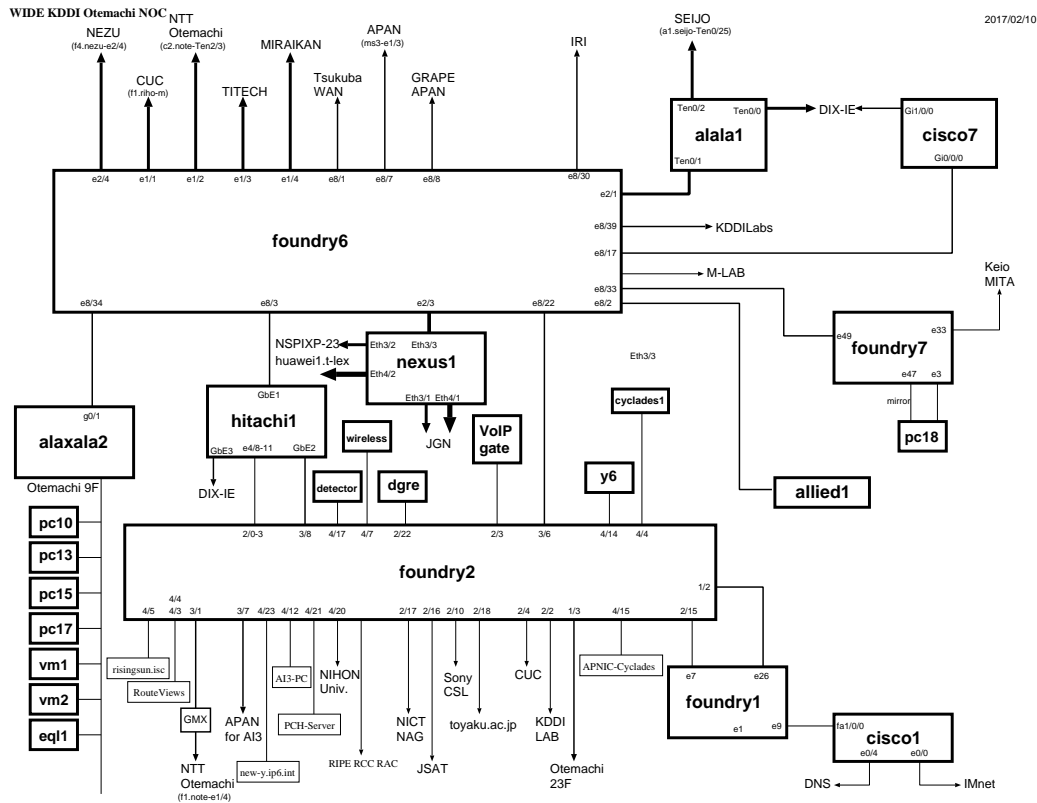 WIDE KDDI Otemachi NOC
2017/02/10
NEZU
(f4.nezu-e2/4)
CUC
(f1.riho-m)
NTT
Otemachi
(c2.note-Ten2/3)
TITECH
MIRAIKAN
Tsukuba
WAN
APAN
(ms3-e1/3)
GRAPE
APAN
IRI
SEIJO
(a1.seijo-Ten0/25)
Ten0/2
Ten0/0
alala1
Ten0/1
DIX-IE
Gi1/0/0
cisco7
Gi0/0/0
e2/4
e1/1
e1/2
e1/3
e1/4
e8/1
e8/7
e8/8
e8/30
e2/1
e8/39
KDDILabs
foundry6
e8/17
M-LAB
e8/33
e8/2
e8/34
e8/3
e2/3
e8/22
Keio
MITA
e49
e33
foundry7
e47
e3
mirror
pc18
NSPIXP-23
huawei1.t-lex
Eth3/2
Eth3/3
nexus1
Eth4/2
Eth3/1
Eth4/1
JGN
Eth3/3
GbE1
hitachi1
GbE3
e4/8-11
GbE2
DIX-IE
g0/1
alaxala2
Otemachi 9F
wireless
detector
dgre
VoIP
gate
cyclades1
y6
allied1
pc10
pc13
pc15
pc17
vm1
vm2
eql1
2/0-3
3/8
4/17
4/7
2/22
2/3
3/6
4/14
4/4
foundry2
1/2
4/4
4/5
4/3
3/1
3/7
4/23
4/12
4/21
4/20
2/17
2/16
2/10
2/18
2/4
2/2
1/3
4/15
2/15
risingsun.isc
RouteViews
GMX
NTT
Otemachi
(f1.note-e1/4)
APAN
for AI3
new-y.ip6.int
AI3-PC
PCH-Server
NIHON
Univ.
RIPE RCC RAC
NICT
NAG
JSAT
Sony
CSL
toyaku.ac.jp
CUC
KDDI
LAB
Otemachi
23F
APNIC-Cyclades
e7
e26
foundry1
e1
e9
fa1/0/0
cisco1
e0/4
e0/0
DNS
IMnet